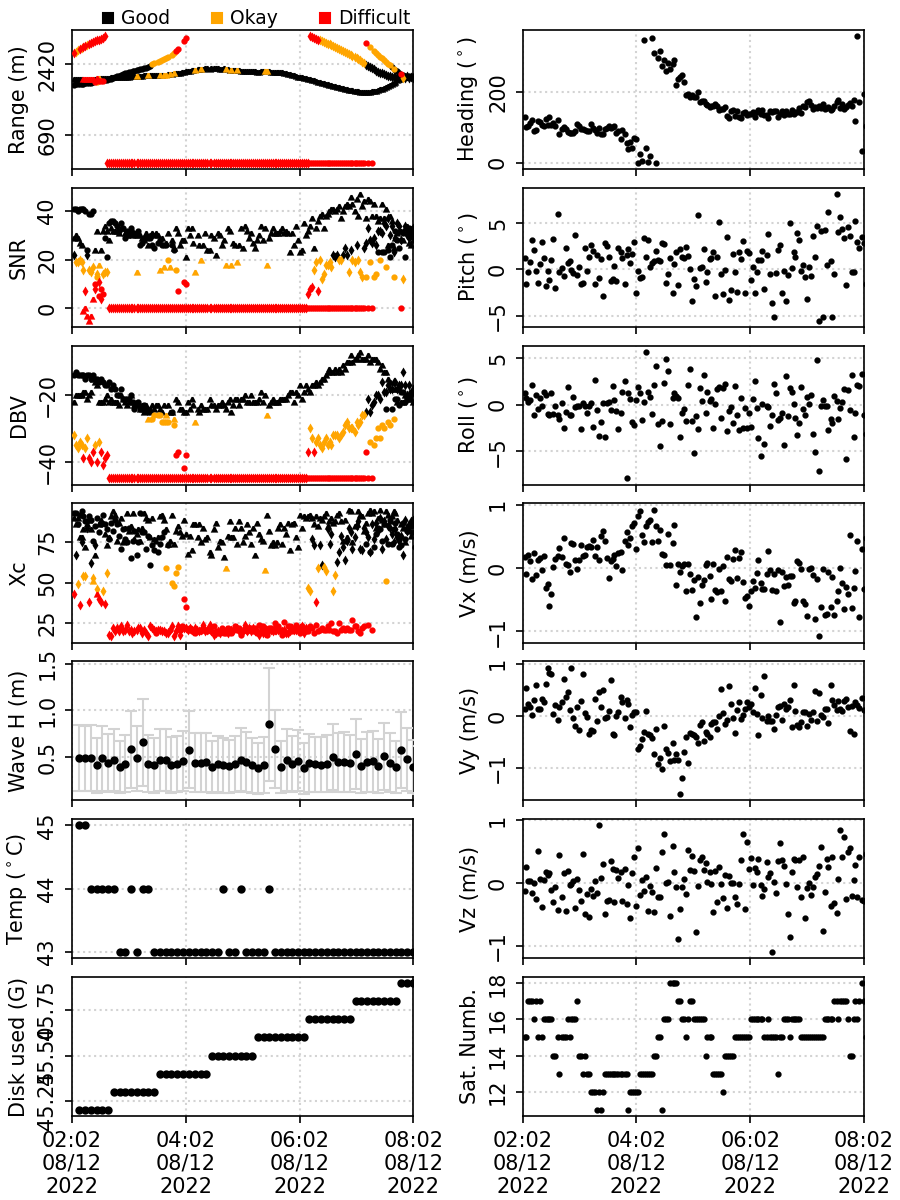 Good Okay Difficult
Range (m)
2420
690
Heading (°)
200
0
SNR
40
20
0
Pitch (°)
5
0
−5
DBV
−20
−40
Roll (°)
5
0
−5
Xc
75
50
25
Vx (m/s)
1
0
−1
Wave H (m)
1.5
1.0
0.5
Vy (m/s)
1
0
−1
Temp (°C)
45
44
43
Vz (m/s)
1
0
−1
Disk used (G)
45.75
45.50
45.25
Sat. Numb.
18
16
14
12
02:02 04:02 06:02 08:02
08/12 08/12 08/12 08/12
2022 2022 2022 2022
02:02 04:02 06:02 08:02
08/12 08/12 08/12 08/12
2022 2022 2022 2022